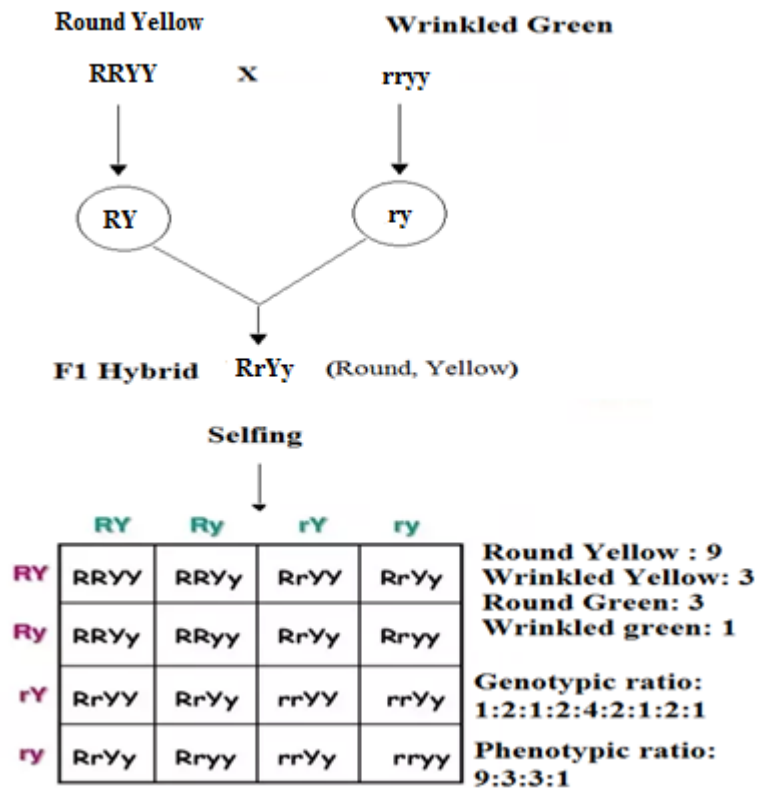 Round Yellow Wrinkled Green
RRYY X rryy
RY ry
F1 Hybrid RrYy (Round, Yellow)
Selfing
RY Ry rY ry
RY RRYY RRYy RrYY RrYy
Ry RRYy RRyy RrYy Rryy
rY RrYY RrYy rrYY rrYy
ry RrYy Rryy rrYy rryy
Round Yellow : 9
Wrinkled Yellow: 3
Round Green: 3
Wrinkled green: 1
Genotypic ratio:
1:2:1:2:4:2:1:2:1
Phenotypic ratio:
9:3:3:1